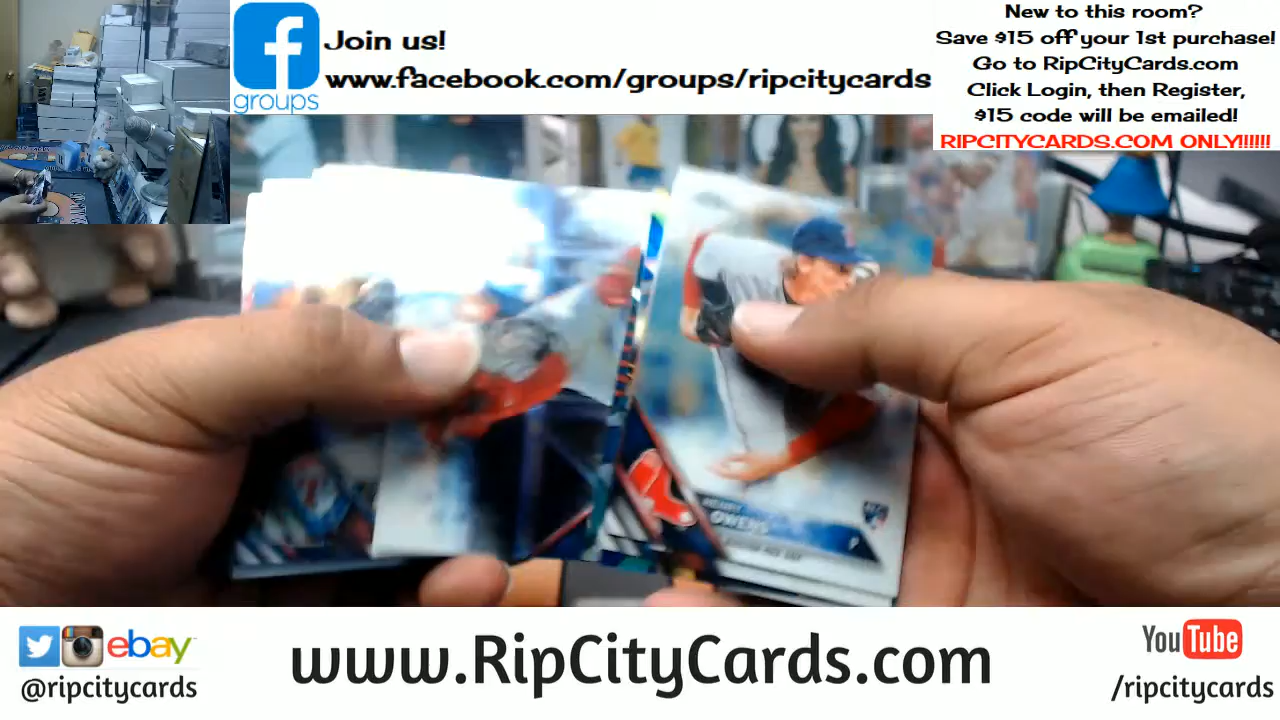 Join us!
www.facebook.com/groups/ripcitycards
f
groups
New to this room?
Save $15 off your 1st purchase!
Go to RipCityCards.com
Click Login, then Register,
$15 code will be emailed!
RIPCITYCARDS.COM ONLY!!!!!!
OWENS
P
ebay
@ripcitycards
www.RipCityCards.com
YouTube
/ripcitycards